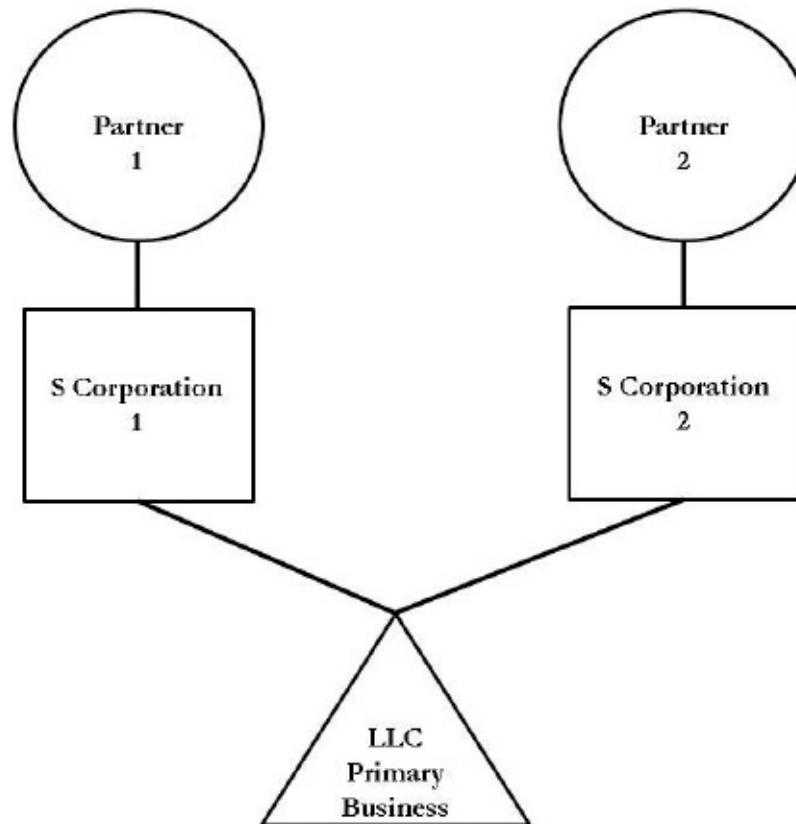 Partner
1
Partner
2
S Corporation
1
S Corporation
2
LLC
Primary
Business